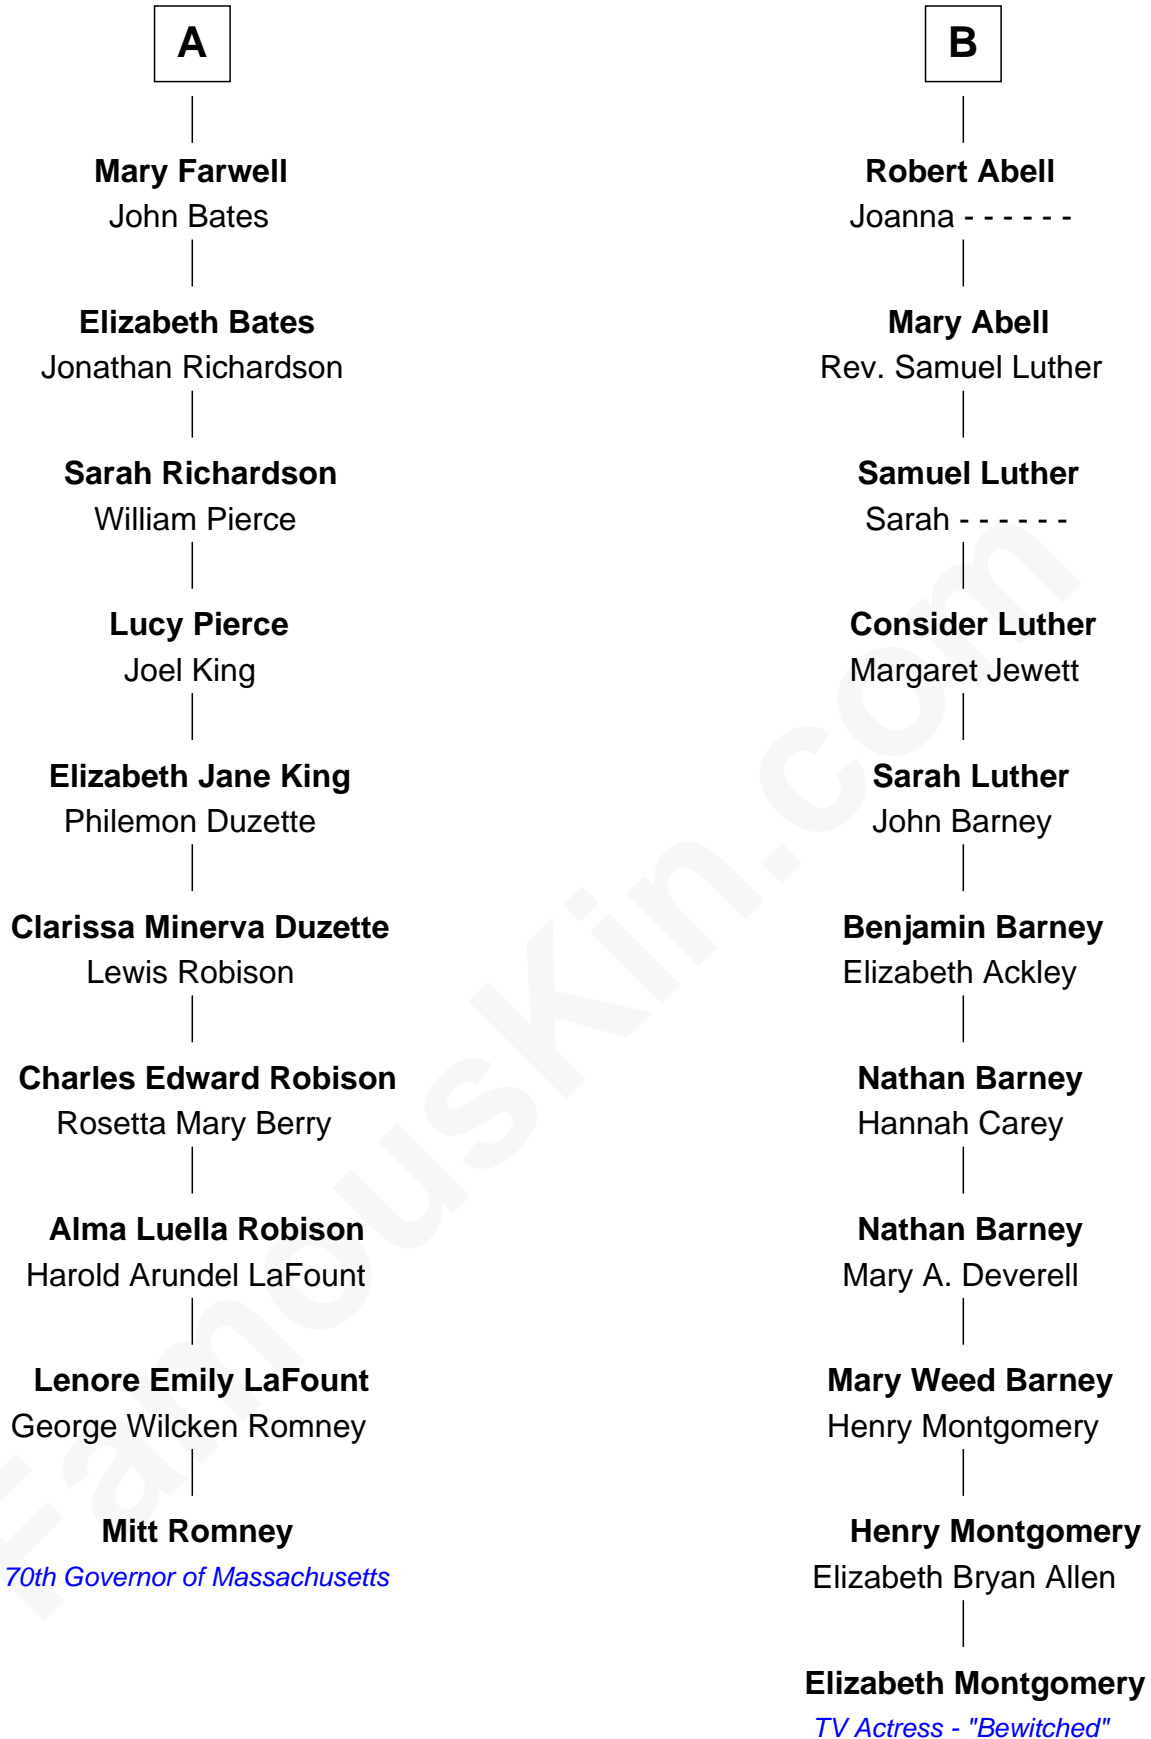 A
Mary Farwell
John Bates
Elizabeth Bates
Jonathan Richardson
Sarah Richardson
William Pierce
Lucy Pierce
Joel King
Elizabeth Jane King
Philemon Duzette
Clarissa Minerva Duzette
Lewis Robison
Charles Edward Robison
Rosetta Mary Berry
Alma Luella Robison
Harold Arundel LaFount
Lenore Emily LaFount
George Wilcken Romney
Mitt Romney
70th Governor of Massachusetts
B
Robert Abell
Joanna - - - - - -
Mary Abell
Rev. Samuel Luther
Samuel Luther
Sarah - - - - - -
Consider Luther
Margaret Jewett
Sarah Luther
John Barney
Benjamin Barney
Elizabeth Ackley
Nathan Barney
Hannah Carey
Nathan Barney
Mary A. Deverell
Mary Weed Barney
Henry Montgomery
Henry Montgomery
Elizabeth Bryan Allen
Elizabeth Montgomery
TV Actress - "Bewitched"
FamousKin.com